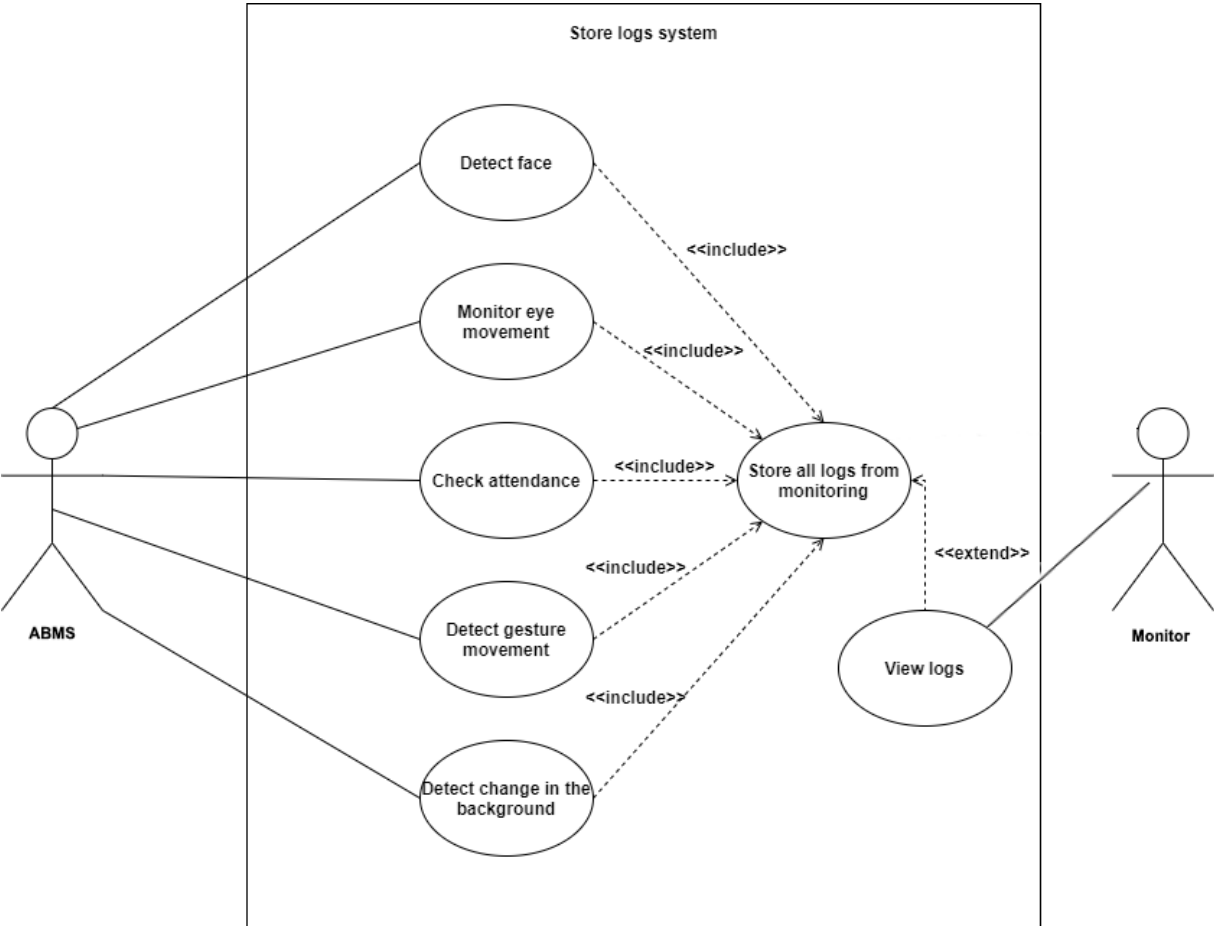 Store logs system
Detect face
<<include>>
Monitor eye
movement
<<include>>
Check attendance
<<include>>
Store all logs from
monitoring
<<extend>>
<<include>>
Detect gesture
movement
ABMS
Monitor
View logs
<<include>>
Detect change in the
background